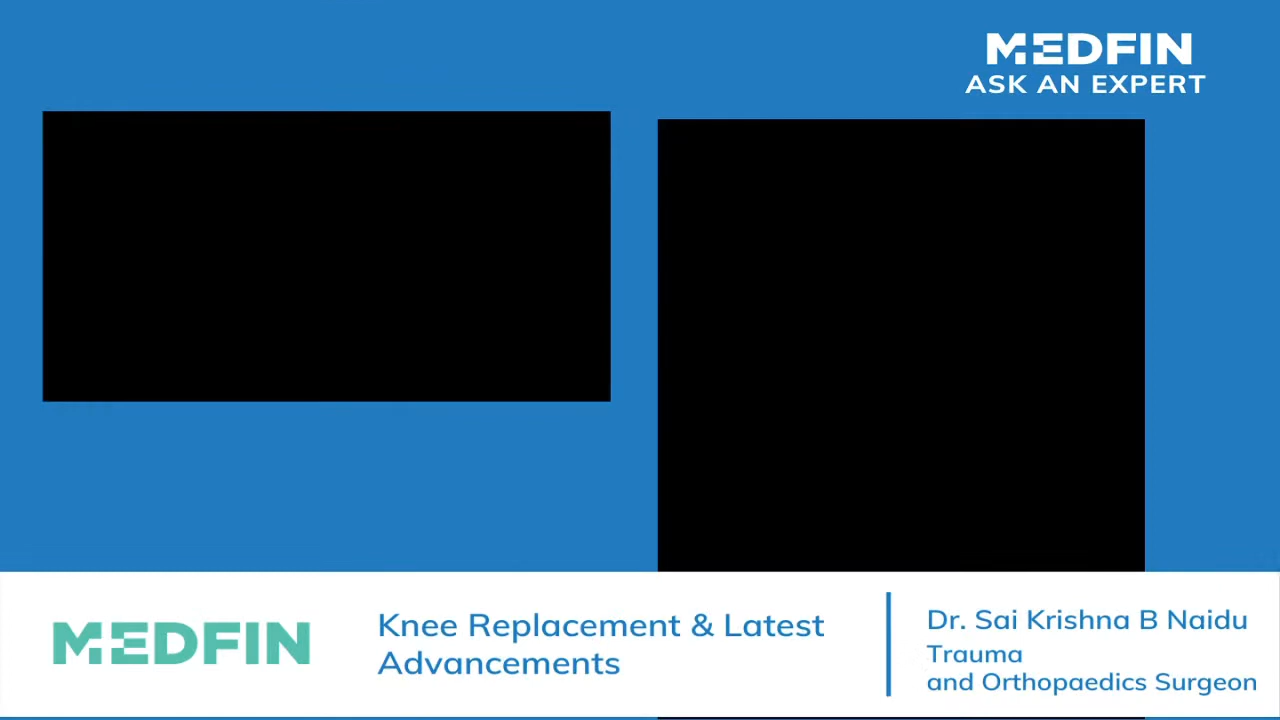 MEDFIN
ASK AN EXPERT
MEDFIN
Knee Replacement & Latest
Advancements
Dr. Sai Krishna B Naidu
Trauma
and Orthopaedics Surgeon